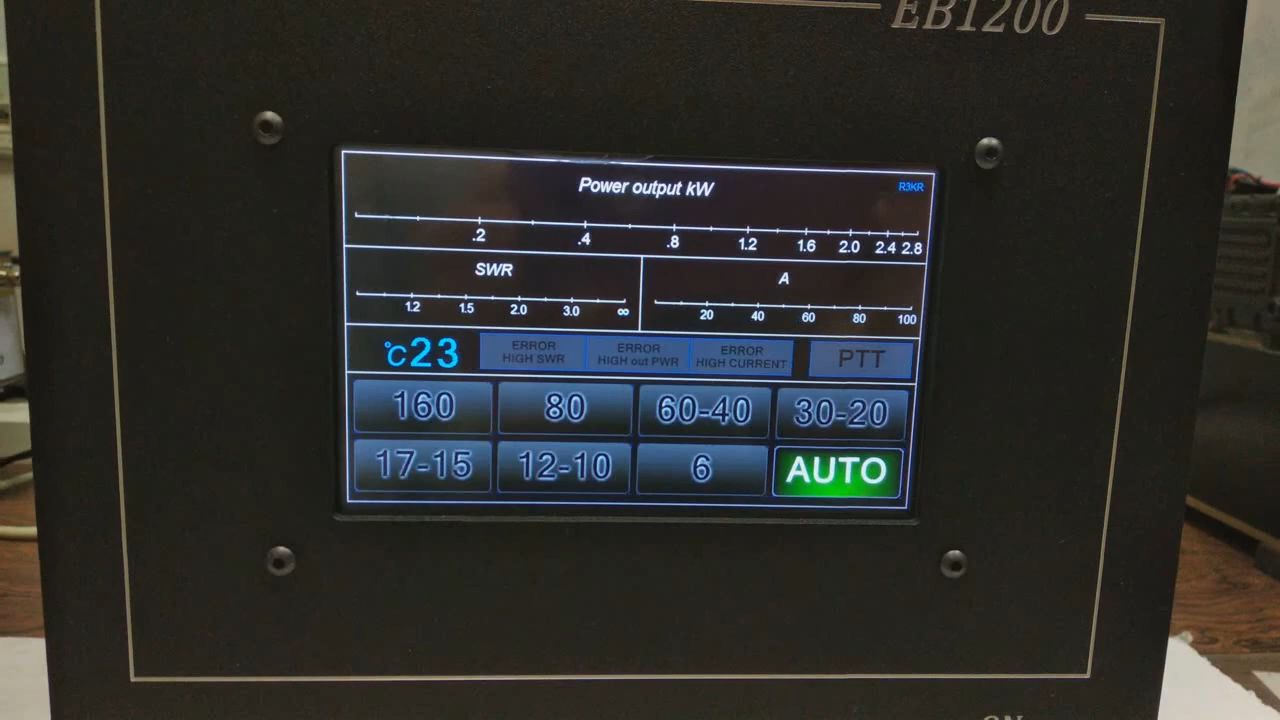 EB1200
Power output kW
R3KR
.2 .4 .8 1.2 1.6 2.0 2.4 2.8
SWR
1.2 1.5 2.0 3.0 ∞
A
20 40 60 80 100
°C 23
ERROR
HIGH SWR
ERROR
HIGH out PWR
ERROR
HIGH CURRENT
PTT
160 80 60-40 30-20
17-15 12-10 6 AUTO
ON